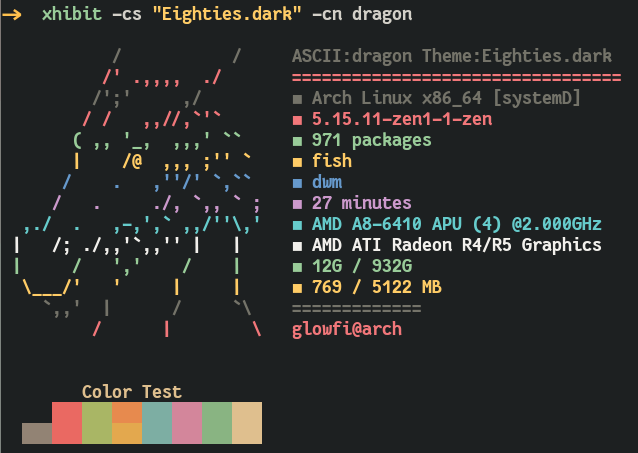 → xhibit -cs "Eighties.dark" -cn dragon
ASCII:dragon Theme:Eighties.dark
================================
■ Arch Linux x86_64 [systemD]
■ 5.15.11-zen1-1-zen
■ 971 packages
■ fish
■ dwm
■ 27 minutes
■ AMD A8-6410 APU (4) @2.000GHz
■ AMD ATI Radeon R4/R5 Graphics
■ 12G / 932G
■ 769 / 5122 MB
=============
glowfi@arch
Color Test